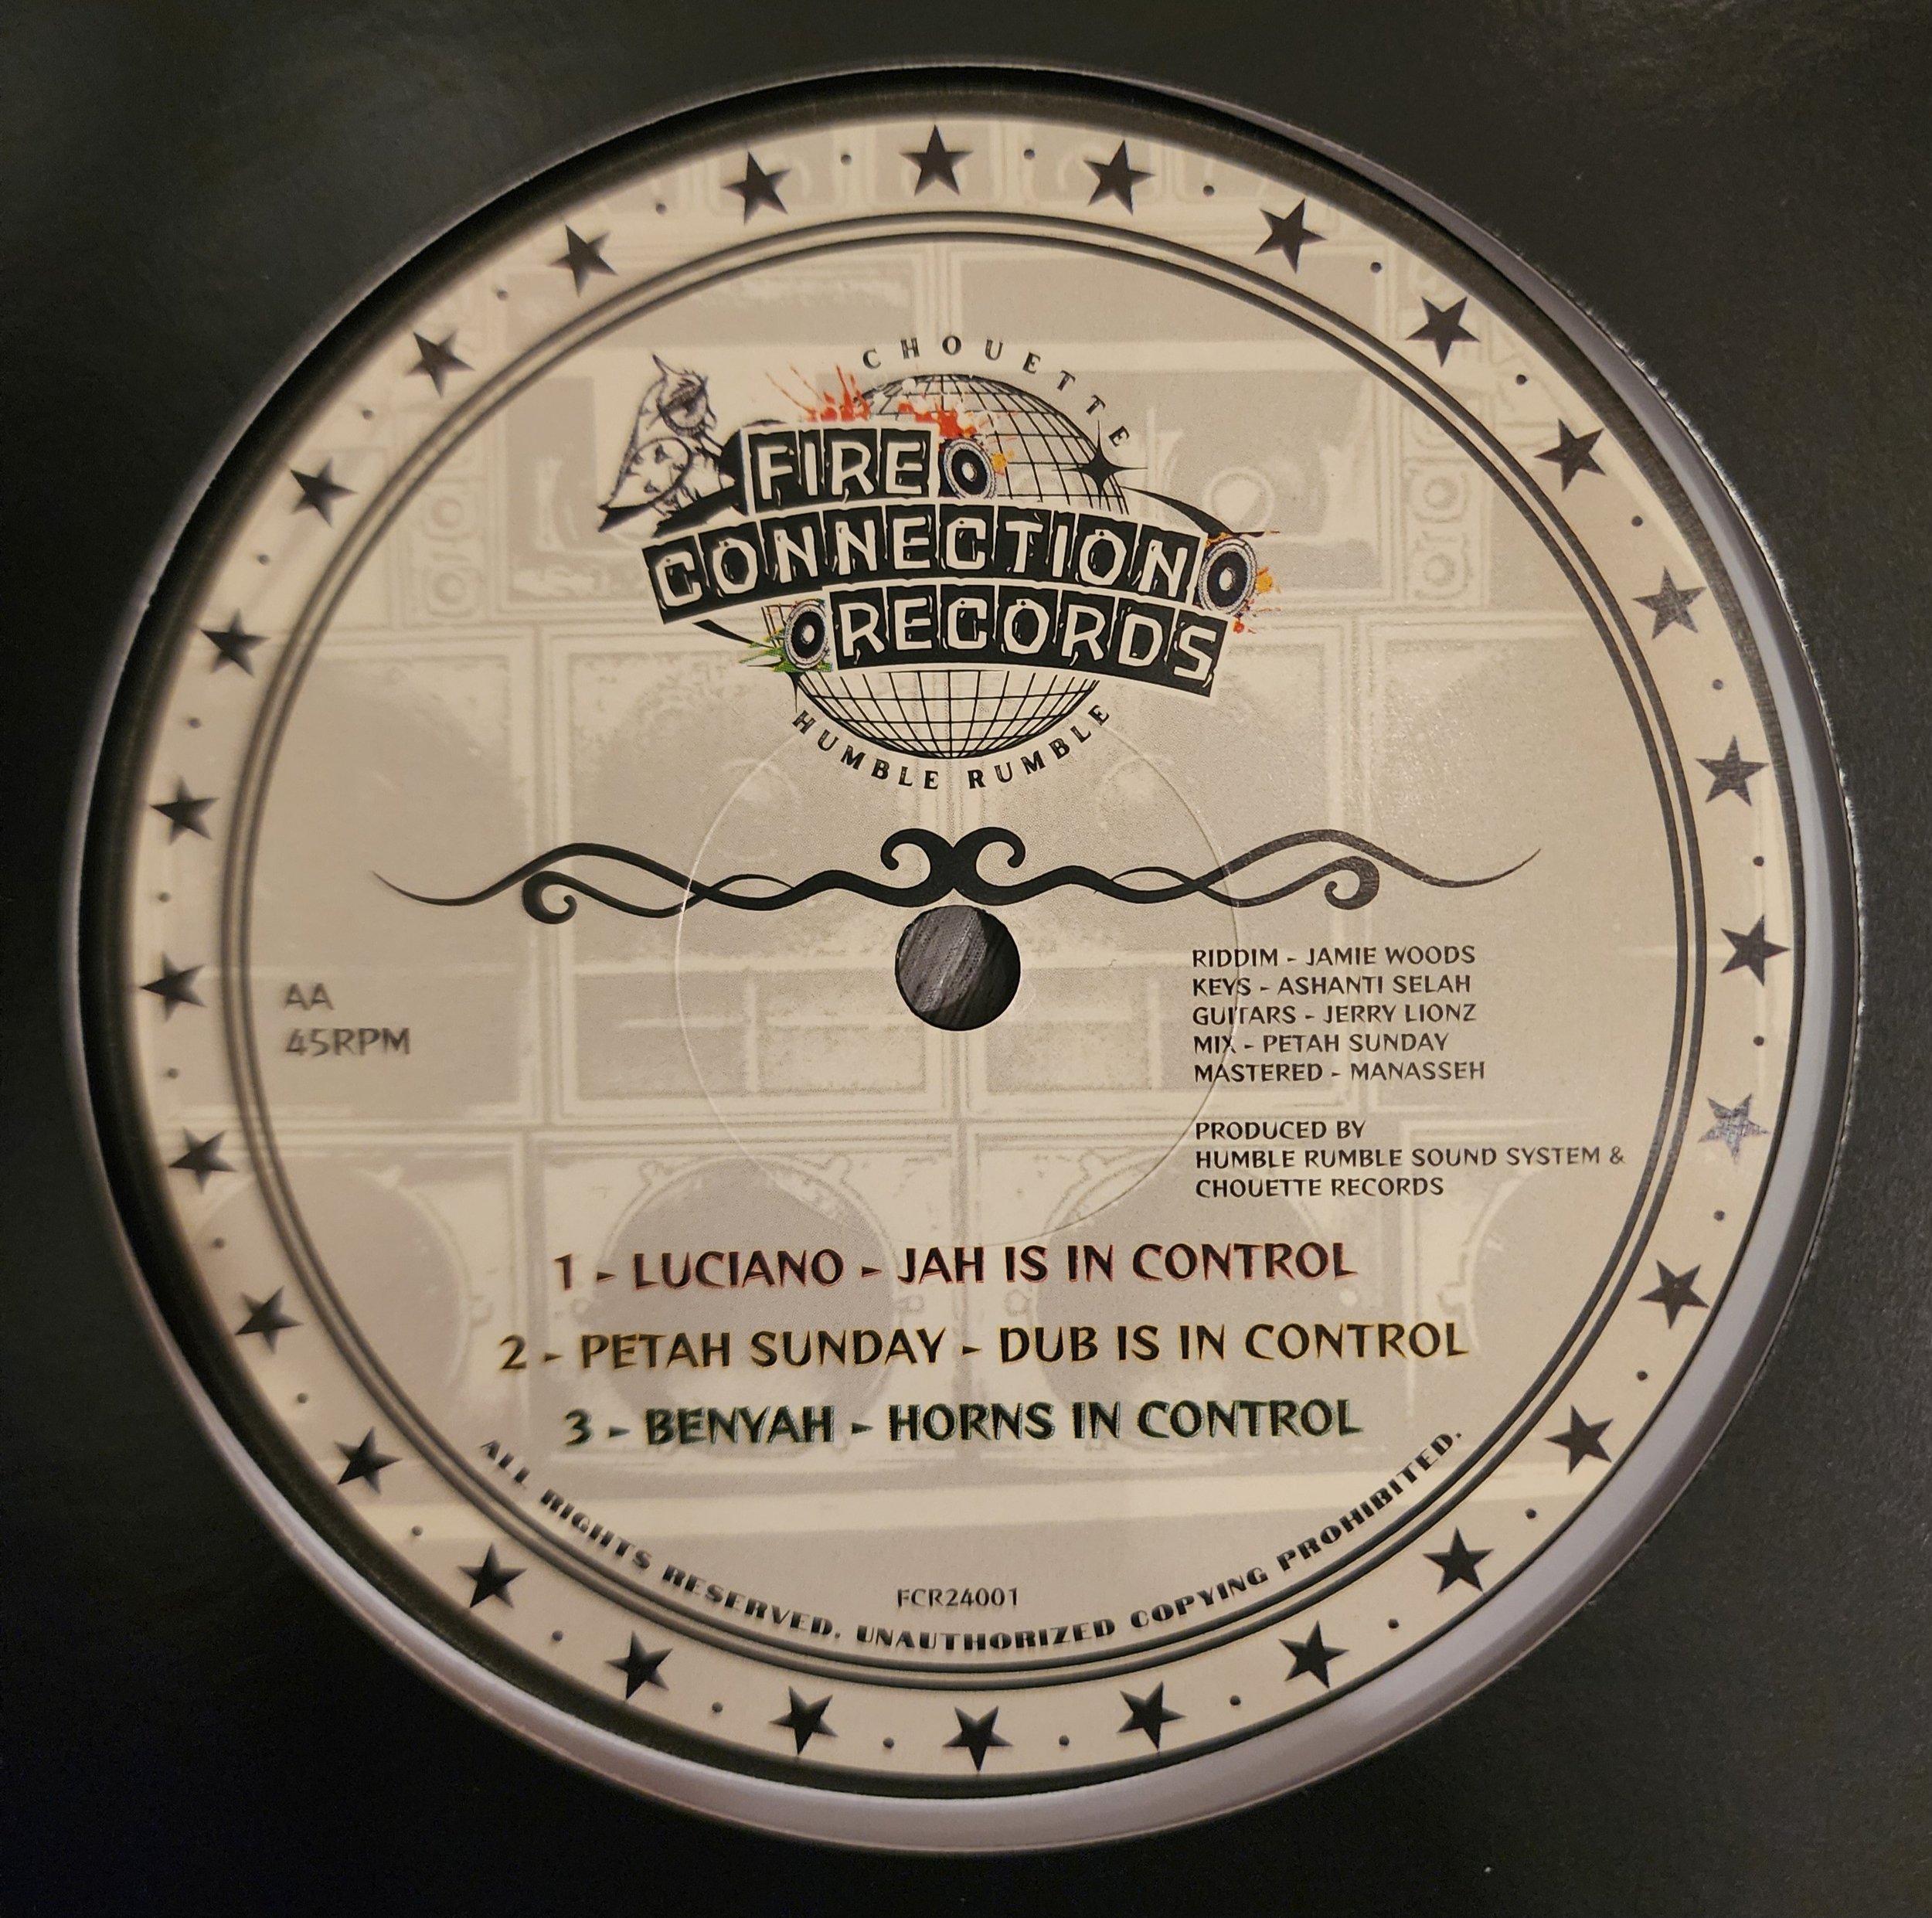 CHOUETTE
FIRE
CONNECTION
RECORDS
HUMBLE RUMBLE
AA
45RPM
RIDDIM - JAMIE WOODS
KEYS - ASHANTI SELAH
GUITARS - JERRY LIONZ
MIX - PETAH SUNDAY
MASTERED - MANASSEH
PRODUCED BY
HUMBLE RUMBLE SOUND SYSTEM &
CHOUETTE RECORDS
1 - LUCIANO - JAH IS IN CONTROL
2 - PETAH SUNDAY - DUB IS IN CONTROL
3 - BENYAH - HORNS IN CONTROL
FCR24001
ALL RIGHTS RESERVED. UNAUTHORIZED COPYING PROHIBITED.